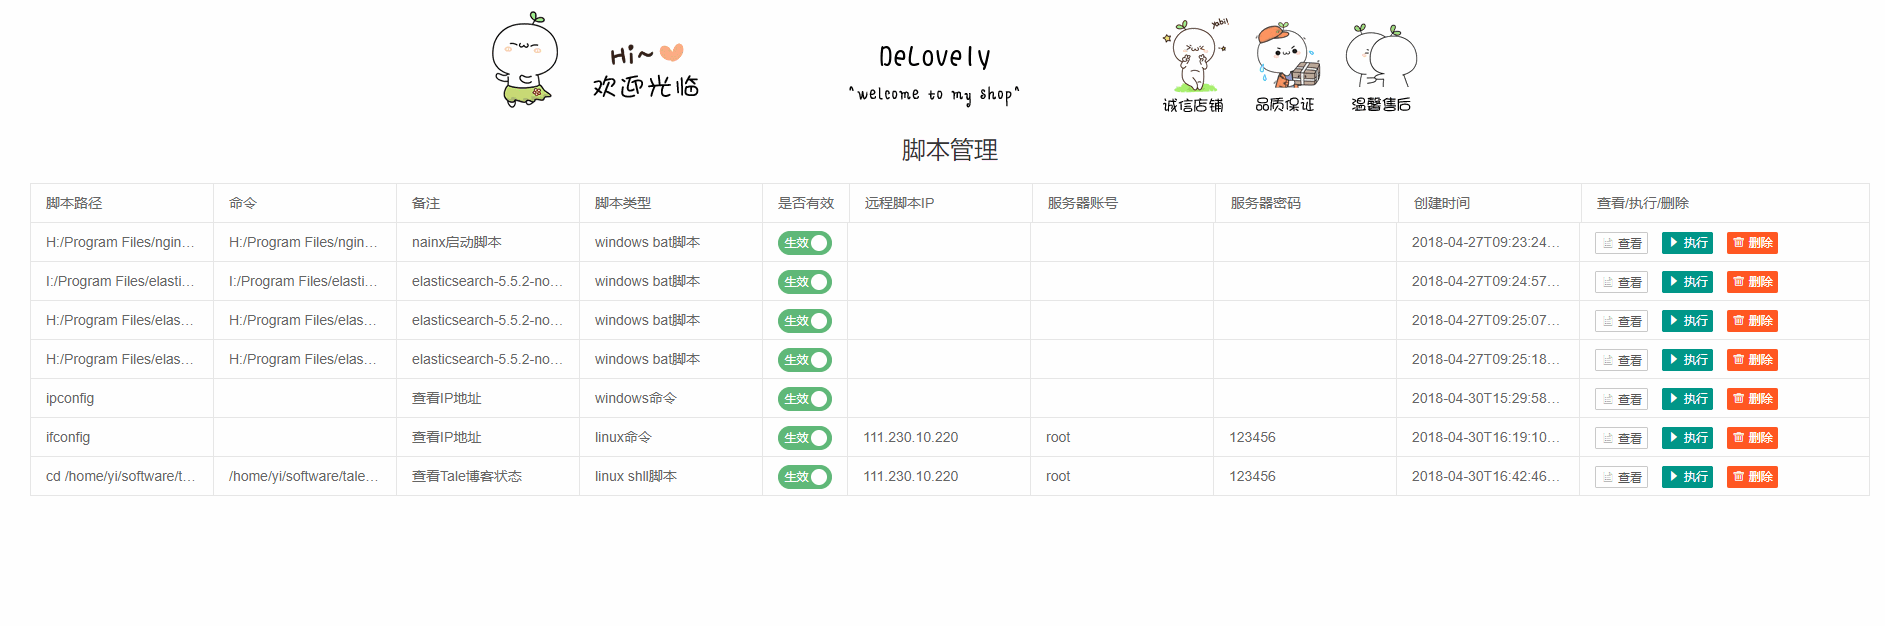 Hi~
欢迎光临
DeLovely
^welcome to my shop^
yabi!
诚信店铺 品质保证 温馨售后
脚本管理
脚本路径 命令 备注 脚本类型 是否有效 远程脚本IP 服务器账号 服务器密码 创建时间 查看/执行/删除
H:/Program Files/ngin... H:/Program Files/ngin... nainx启动脚本 windows bat脚本 生效 2018-04-27T09:23:24... 查看 执行 删除
I:/Program Files/elasti... I:/Program Files/elasti... elasticsearch-5.5.2-no... windows bat脚本 生效 2018-04-27T09:24:57... 查看 执行 删除
H:/Program Files/elas... H:/Program Files/elas... elasticsearch-5.5.2-no... windows bat脚本 生效 2018-04-27T09:25:07... 查看 执行 删除
H:/Program Files/elas... H:/Program Files/elas... elasticsearch-5.5.2-no... windows bat脚本 生效 2018-04-27T09:25:18... 查看 执行 删除
ipconfig 查看IP地址 windows命令 生效 2018-04-30T15:29:58... 查看 执行 删除
ifconfig 查看IP地址 linux命令 生效 111.230.10.220 root 123456 2018-04-30T16:19:10... 查看 执行 删除
cd /home/yi/software/t... /home/yi/software/tale... 查看Tale博客状态 linux shll脚本 生效 111.230.10.220 root 123456 2018-04-30T16:42:46... 查看 执行 删除